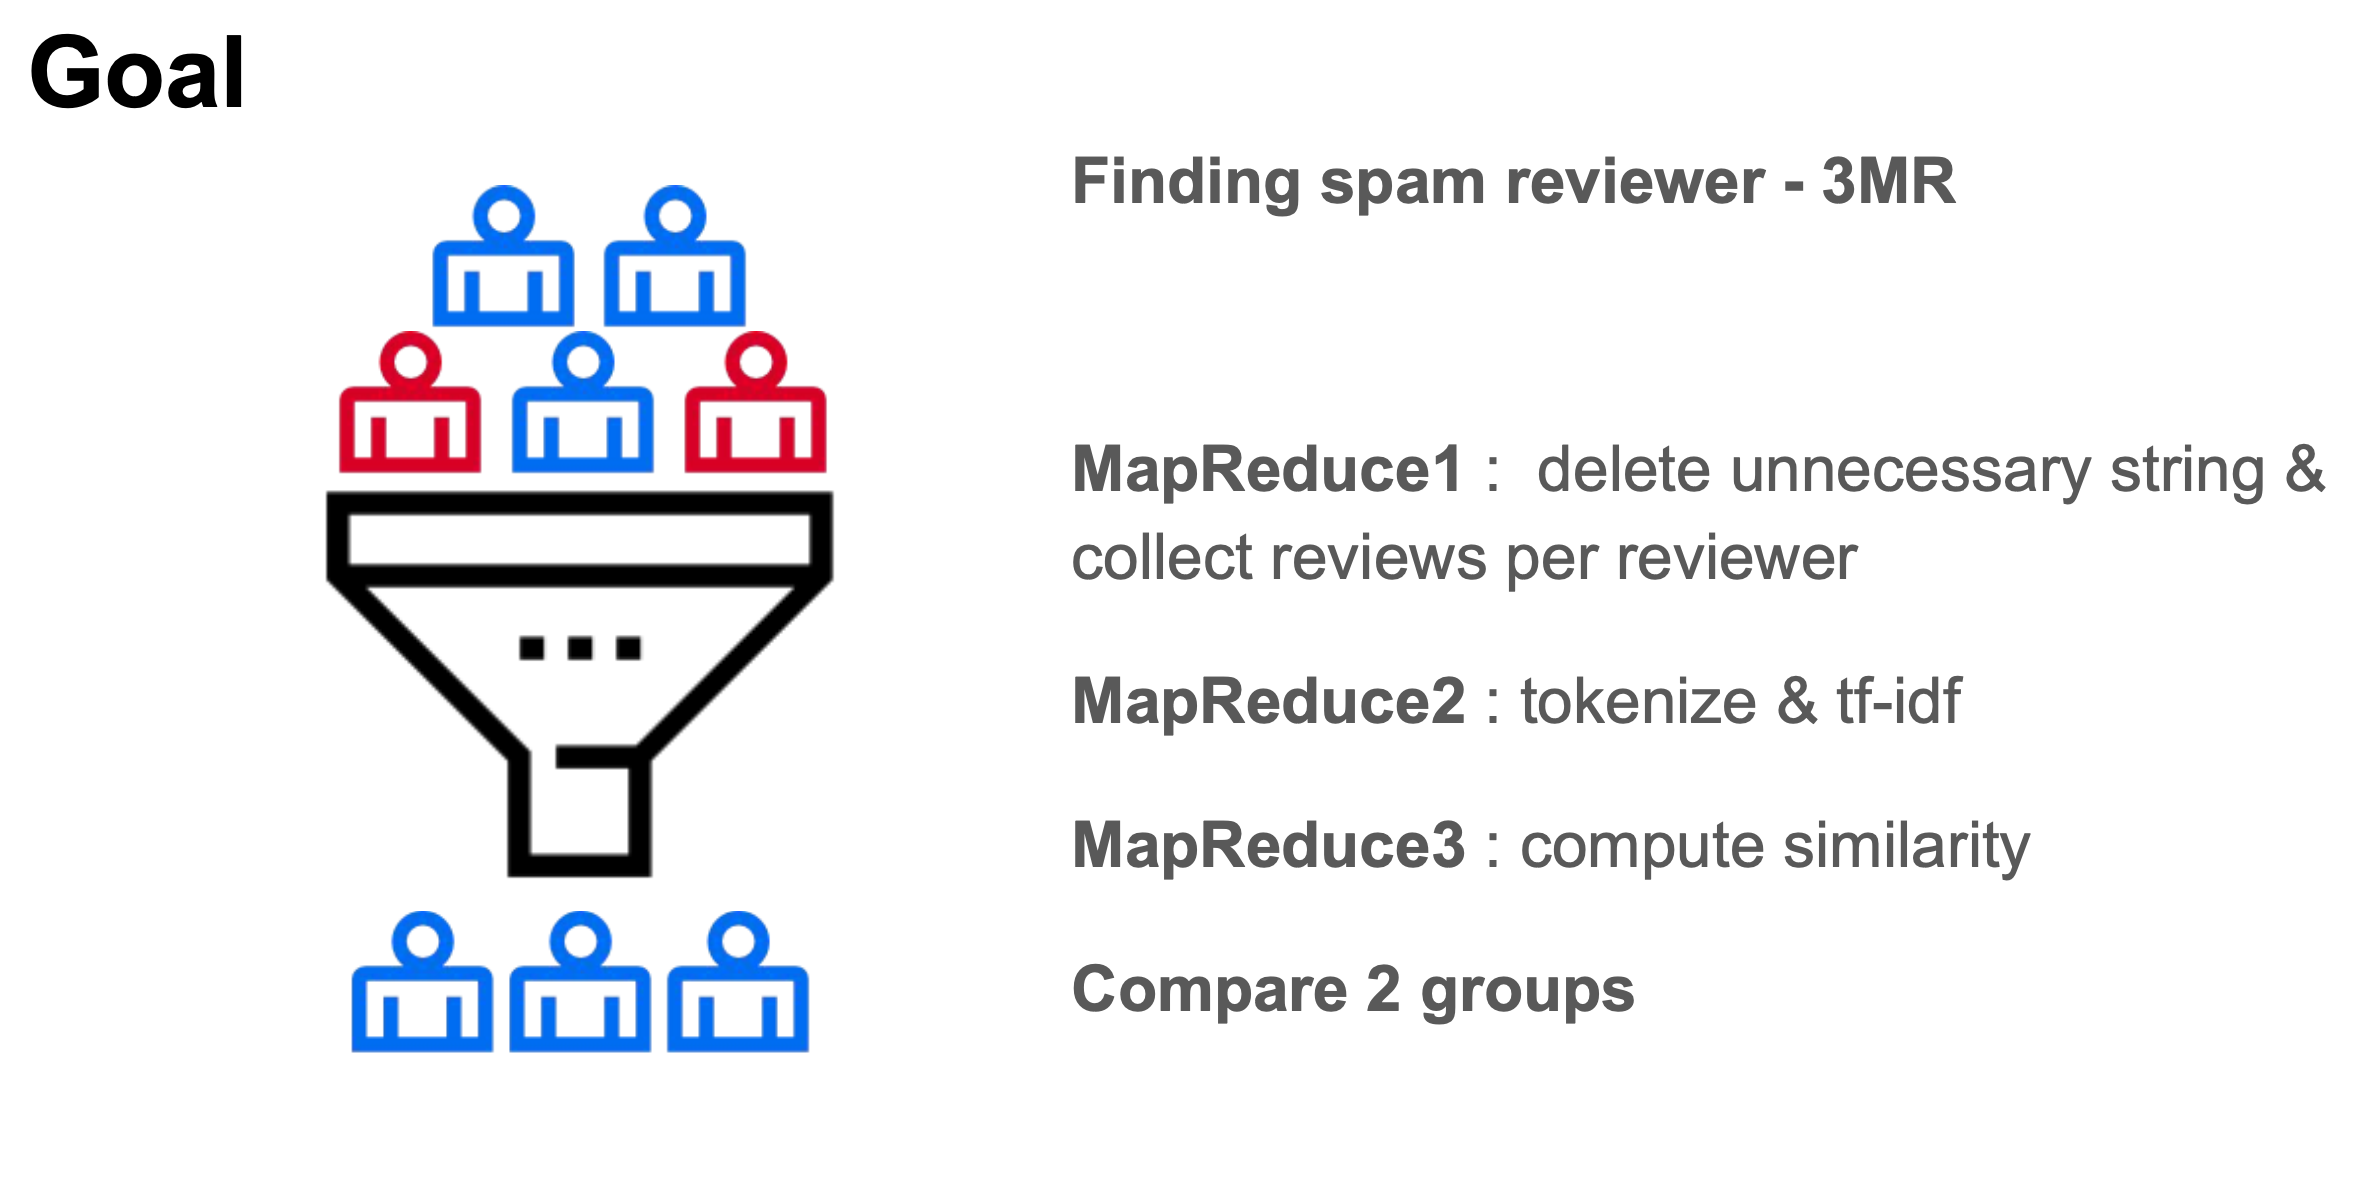 Goal
Finding spam reviewer - 3MR
MapReduce1 :  delete unnecessary string &
collect reviews per reviewer
MapReduce2 : tokenize & tf-idf
MapReduce3 : compute similarity
Compare 2 groups